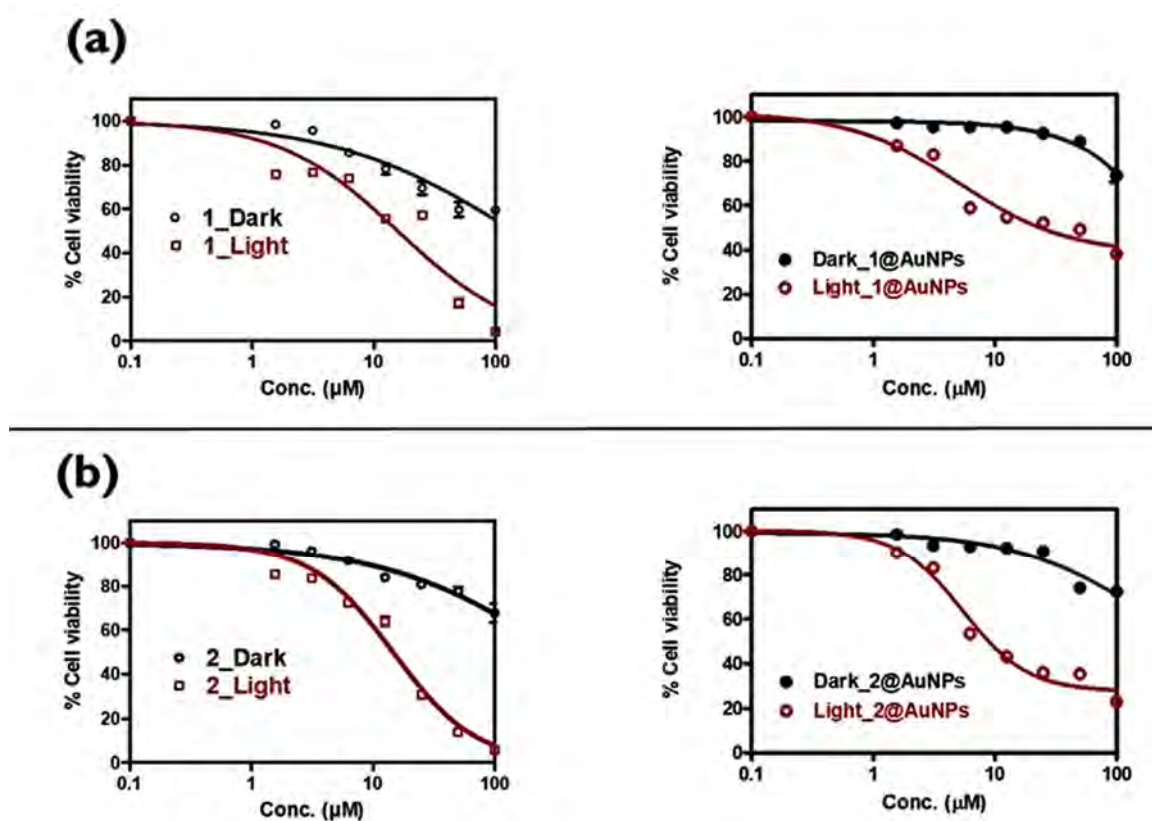 (a)
% Cell viability
100
80
60
40
20
0
1_Dark
1_Light
0.1
1
10
100
Conc. (µM)
% Cell viability
100
80
60
40
20
0
Dark_1@AuNPs
Light_1@AuNPs
0.1
1
10
100
Conc. (µM)
(b)
% Cell viability
100
80
60
40
20
0
2_Dark
2_Light
0.1
1
10
100
Conc. (µM)
% Cell viability
100
80
60
40
20
0
Dark_2@AuNPs
Light_2@AuNPs
0.1
1
10
100
Conc. (µM)